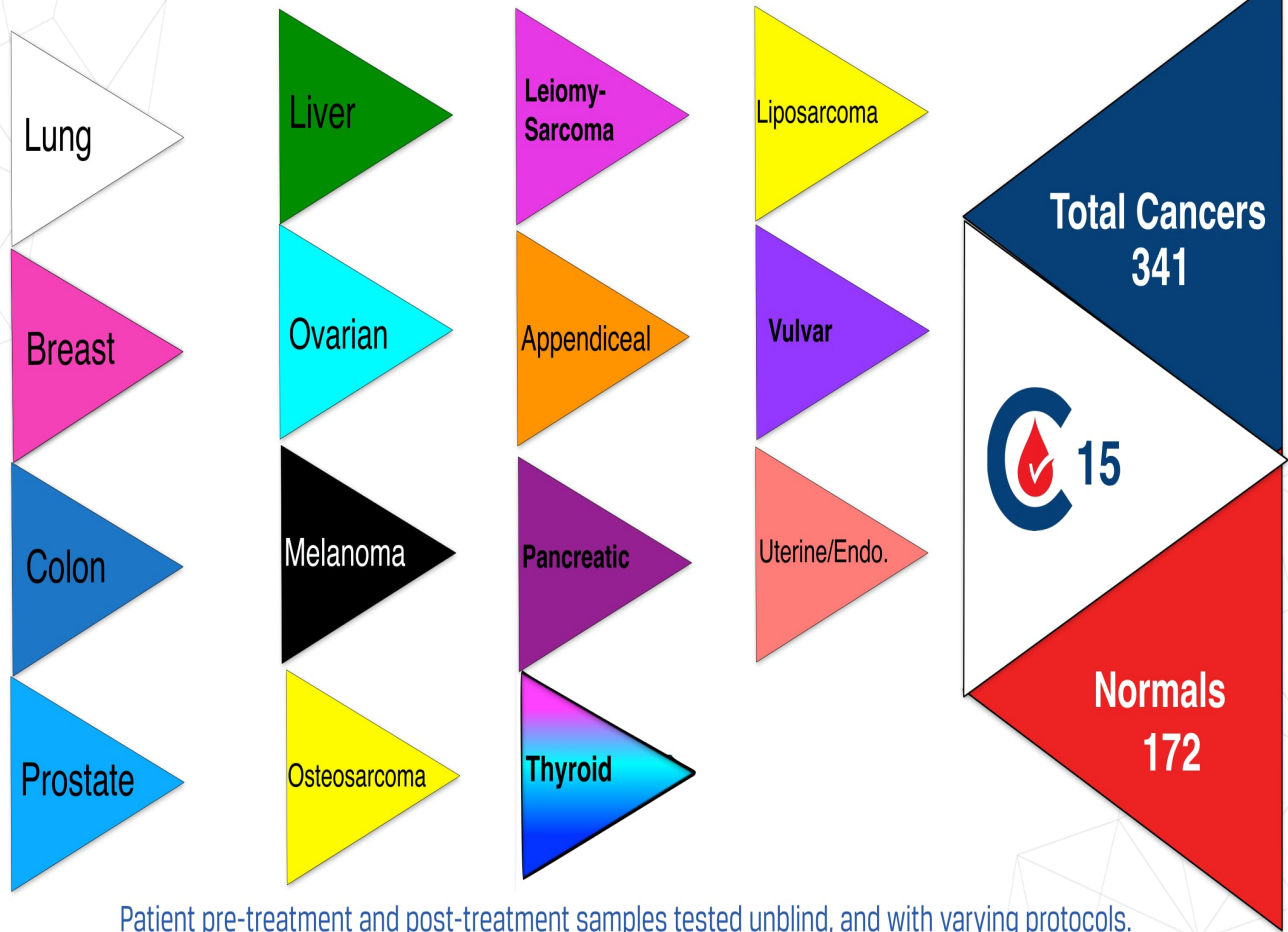 Lung
Breast
Colon
Prostate
Liver
Ovarian
Melanoma
Osteosarcoma
Leiomy-
Sarcoma
Appendiceal
Pancreatic
Thyroid
Liposarcoma
Vulvar
Uterine/Endo.
Total Cancers
341
C 15
Normals
172
Patient pre-treatment and post-treatment samples tested unblind, and with varying protocols.